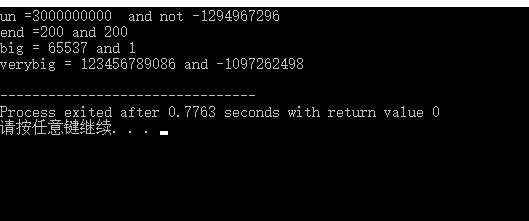 un =3000000000  and not -1294967296
end =200 and 200
big = 65537 and 1
verybig = 123456789086 and -1097262498
--------------------------------
Process exited after 0.7763 seconds with return value 0
请按任意键继续. . .